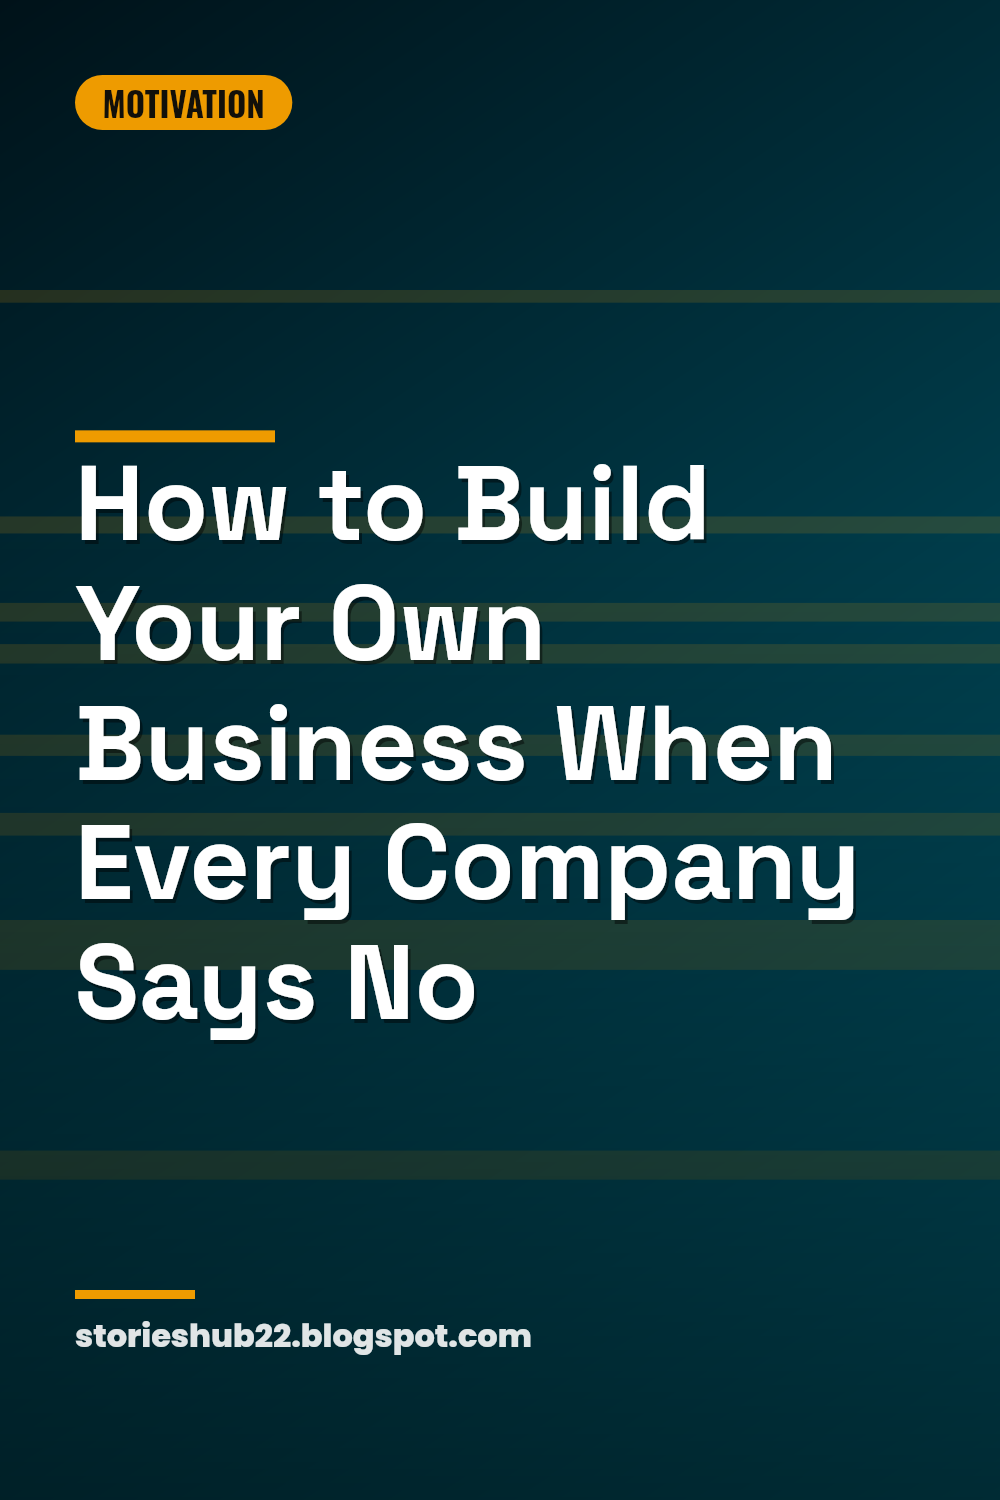 MOTIVATION
How to Build
Your Own
Business When
Every Company
Says No
storieshub22.blogspot.com